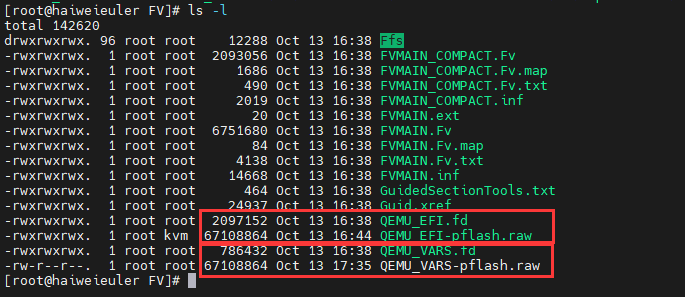 [root@haiweieuler FV]# ls -l
total 142620
drwxrwxrwx. 96 root root    12288 Oct 13 16:38 Ffs
-rwxrwxrwx.  1 root root  2093056 Oct 13 16:38 FVMAIN_COMPACT.Fv
-rwxrwxrwx.  1 root root     1686 Oct 13 16:38 FVMAIN_COMPACT.Fv.map
-rwxrwxrwx.  1 root root      490 Oct 13 16:38 FVMAIN_COMPACT.Fv.txt
-rwxrwxrwx.  1 root root     2019 Oct 13 16:38 FVMAIN_COMPACT.inf
-rwxrwxrwx.  1 root root       20 Oct 13 16:38 FVMAIN.ext
-rwxrwxrwx.  1 root root  6751680 Oct 13 16:38 FVMAIN.Fv
-rwxrwxrwx.  1 root root       84 Oct 13 16:38 FVMAIN.Fv.map
-rwxrwxrwx.  1 root root     4138 Oct 13 16:38 FVMAIN.Fv.txt
-rwxrwxrwx.  1 root root    14668 Oct 13 16:38 FVMAIN.inf
-rwxrwxrwx.  1 root root      464 Oct 13 16:38 GuidedSectionTools.txt
-rwxrwxrwx.  1 root root    24937 Oct 13 16:38 Guid.xref
-rwxrwxrwx.  1 root root  2097152 Oct 13 16:38 QEMU_EFI.fd
-rwxrwxrwx.  1 root kvm  67108864 Oct 13 16:44 QEMU_EFI-pflash.raw
-rwxrwxrwx.  1 root root   786432 Oct 13 16:38 QEMU_VARS.fd
-rw-r--r--.  1 root root 67108864 Oct 13 17:35 QEMU_VARS-pflash.raw
[root@haiweieuler FV]#